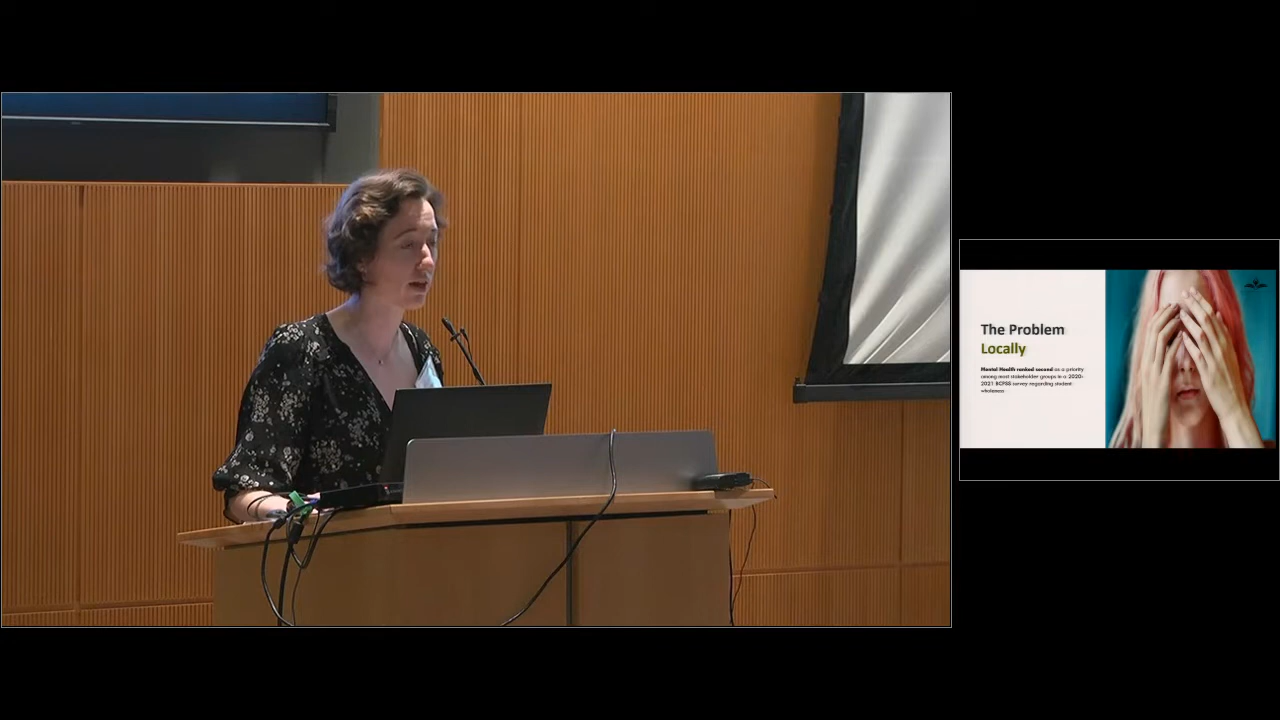 The Problem
Locally
Mental Health ranked second as a priority
among most stakeholder groups in a 2020-
2021 BCPSS survey regarding student
wholeness